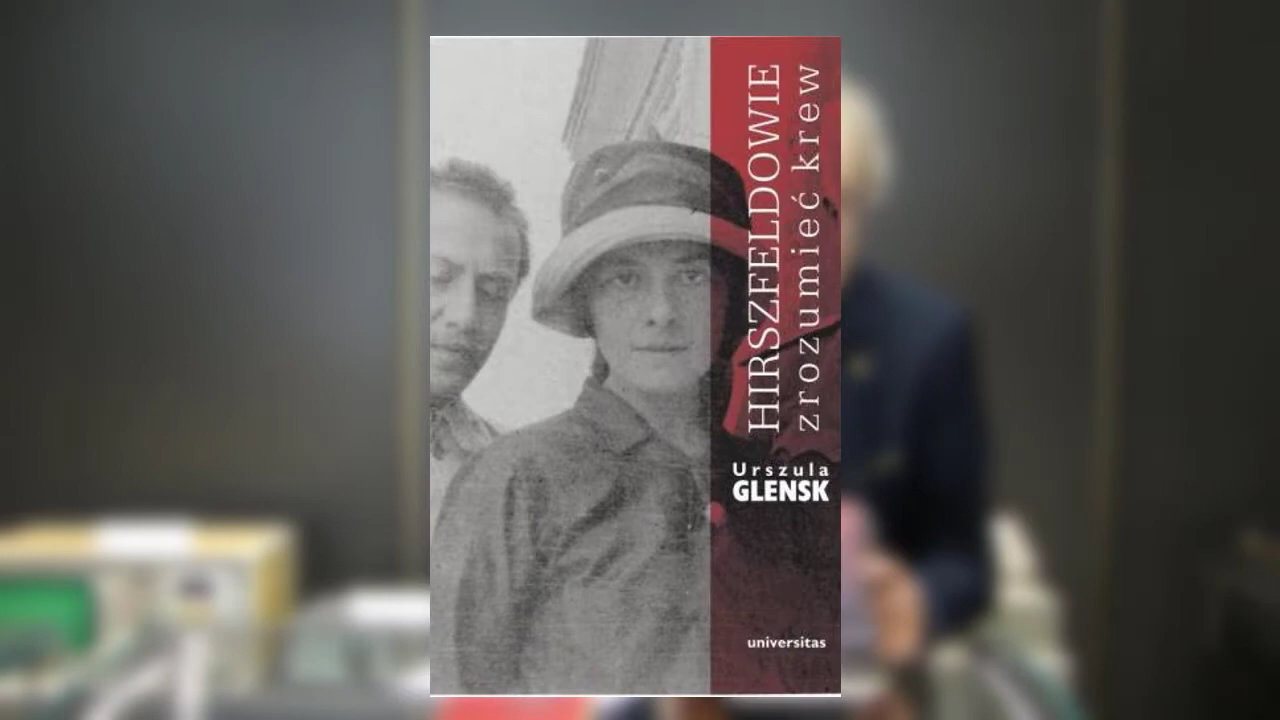 HIRSZFELDOWIE
zrozumieć krew
Urszula
GLENSK
universitas